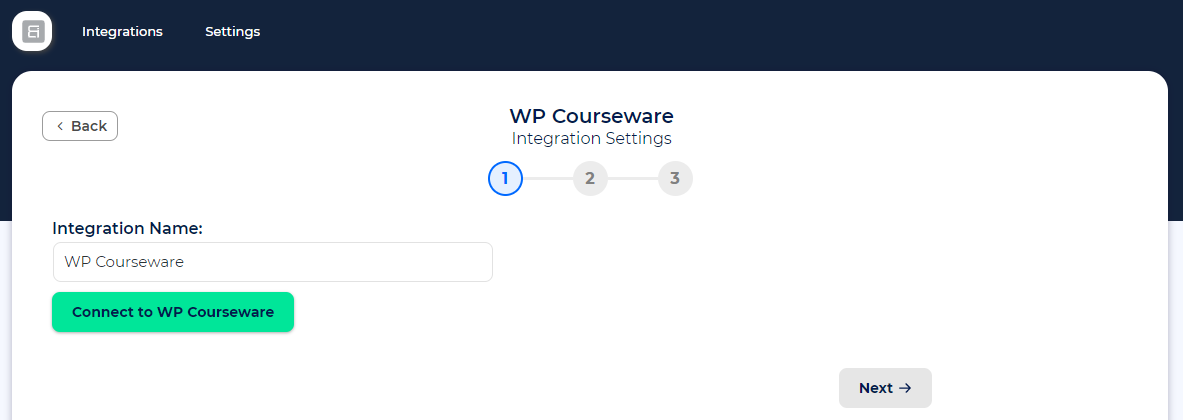 Integrations Settings
Back
WP Courseware
Integration Settings
1 2 3
Integration Name:
WP Courseware
Connect to WP Courseware
Next →